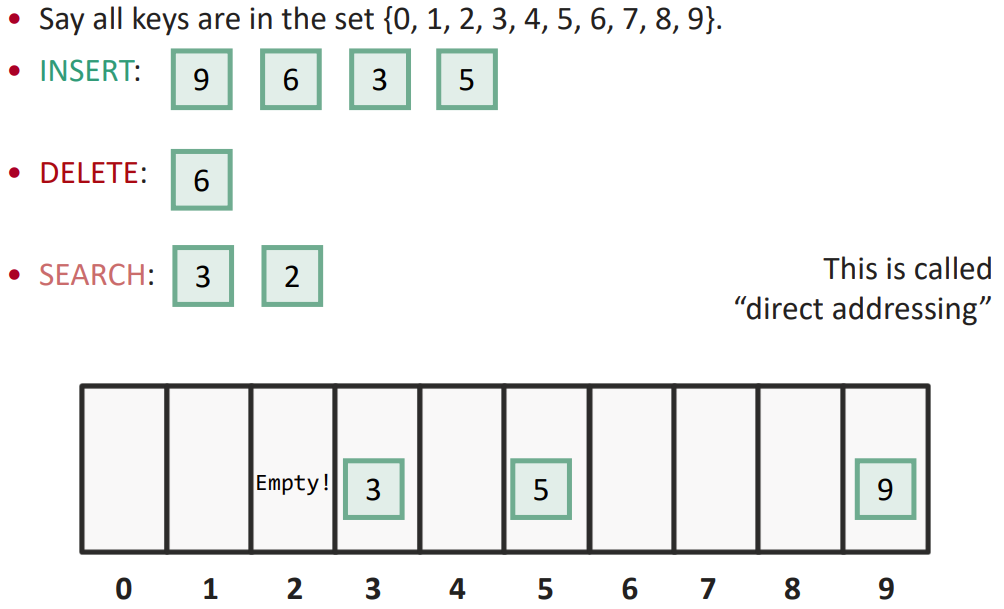 • Say all keys are in the set {0, 1, 2, 3, 4, 5, 6, 7, 8, 9}.
• INSERT: 9 6 3 5
• DELETE: 6
• SEARCH: 3 2
This is called
“direct addressing”
Empty! 3 5 9
0 1 2 3 4 5 6 7 8 9